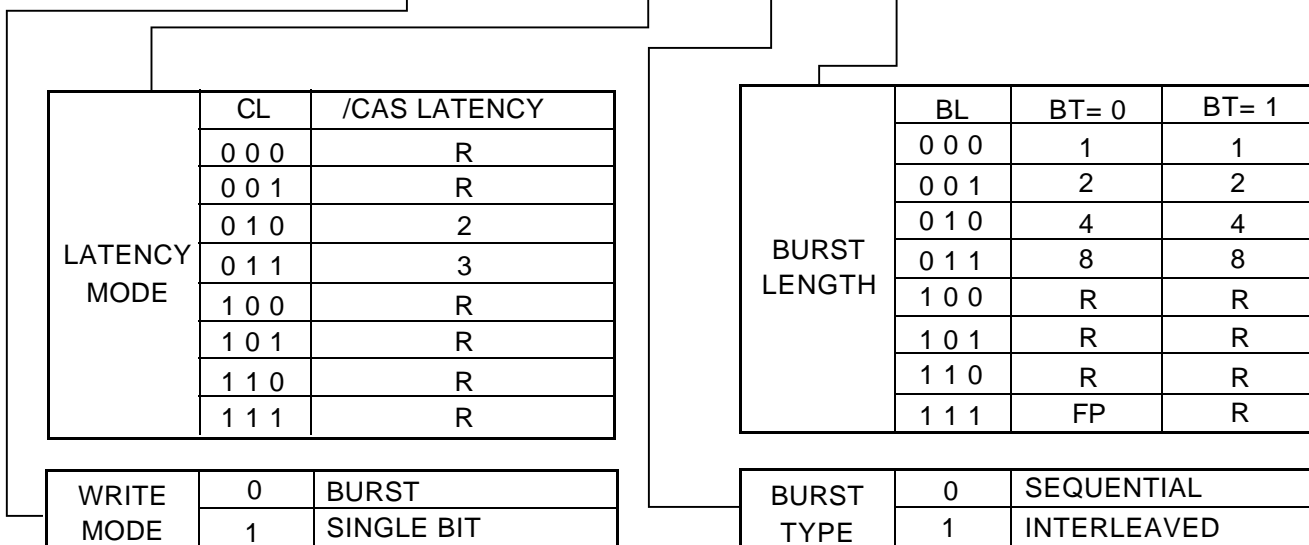 CL /CAS LATENCY
0 0 0 R
0 0 1 R
0 1 0 2
LATENCY MODE
0 1 1 3
1 0 0 R
1 0 1 R
1 1 0 R
1 1 1 R
WRITE MODE
0 BURST
1 SINGLE BIT
BL BT= 0 BT= 1
0 0 0 1 1
0 0 1 2 2
0 1 0 4 4
BURST LENGTH
0 1 1 8 8
1 0 0 R R
1 0 1 R R
1 1 0 R R
1 1 1 FP R
BURST TYPE
0 SEQUENTIAL
1 INTERLEAVED